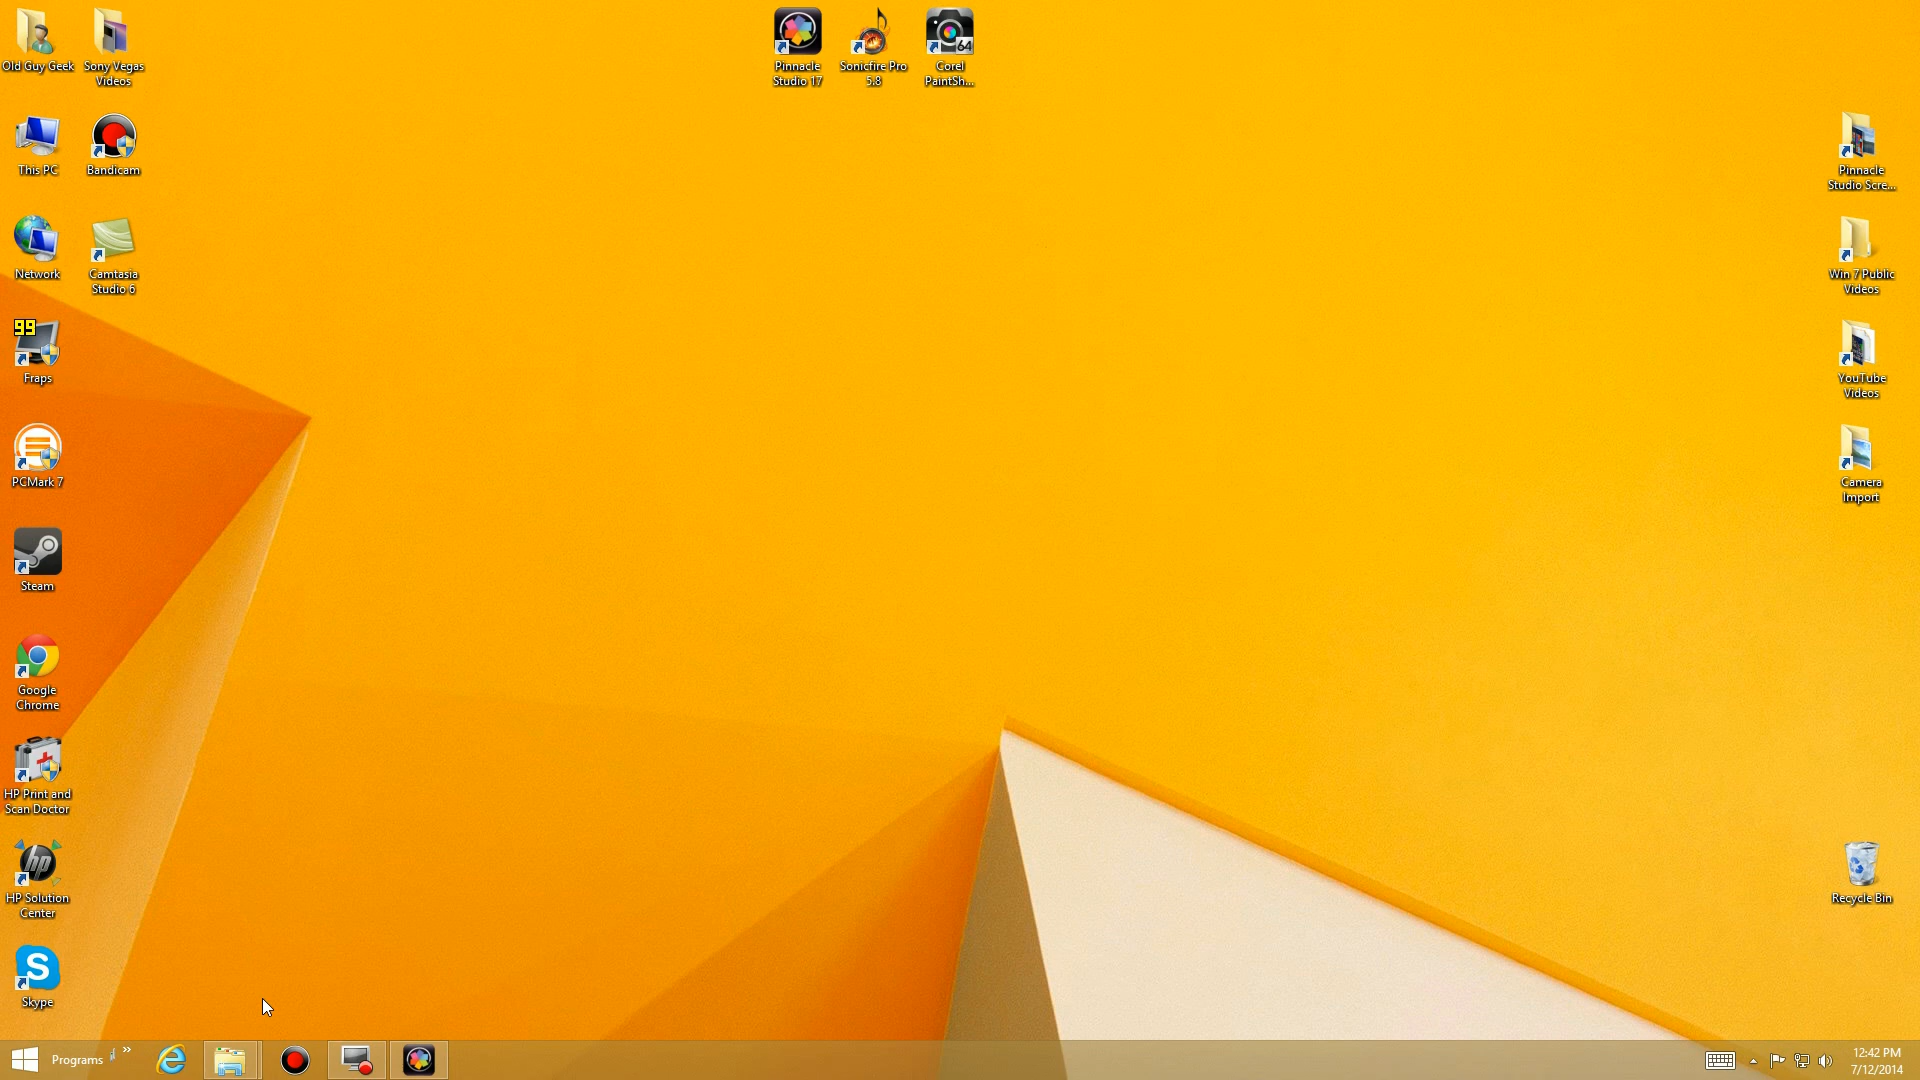 Old Guy Geek
Sony Vegas
Videos
This PC
Bandicam
Network
Camtasia
Studio 6
99
Fraps
PCMark 7
Steam
Google
Chrome
HP Print and
Scan Doctor
hp
HP Solution
Center
S
Skype
Pinnacle
Studio 17
Sonicfire Pro
5.8
64
Corel
PaintSh...
Pinnacle
Studio Scre...
Win 7 Public
Videos
YouTube
Videos
Camera
Import
Recycle Bin
Programs
»
12:42 PM
7/12/2014